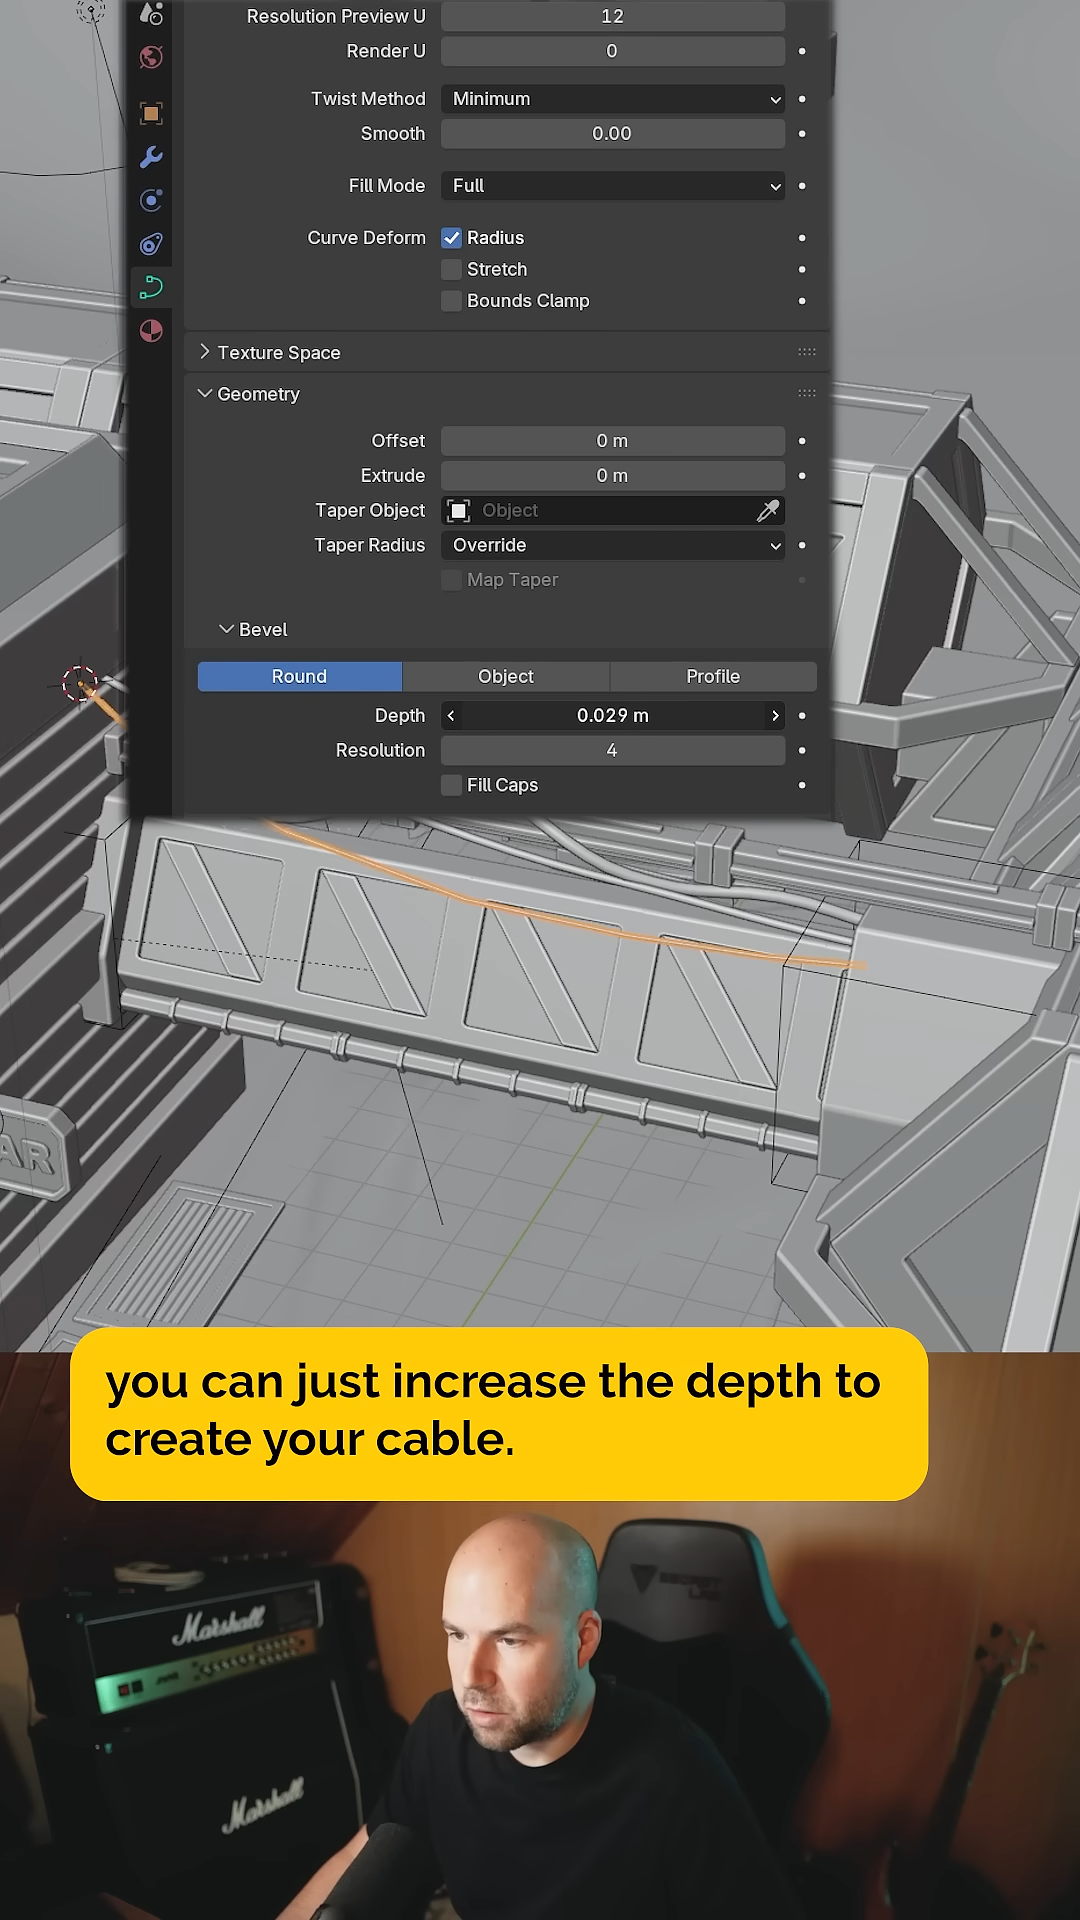 Resolution Preview U 12
Render U 0
Twist Method Minimum
Smooth 0.00
Fill Mode Full
Curve Deform Radius
Stretch
Bounds Clamp
Texture Space
Geometry
Offset 0 m
Extrude 0 m
Taper Object Object
Taper Radius Override
Map Taper
Bevel
Round Object Profile
Depth 0.029 m
Resolution 4
Fill Caps
AR
you can just increase the depth to
create your cable.
Marshall
Marshall